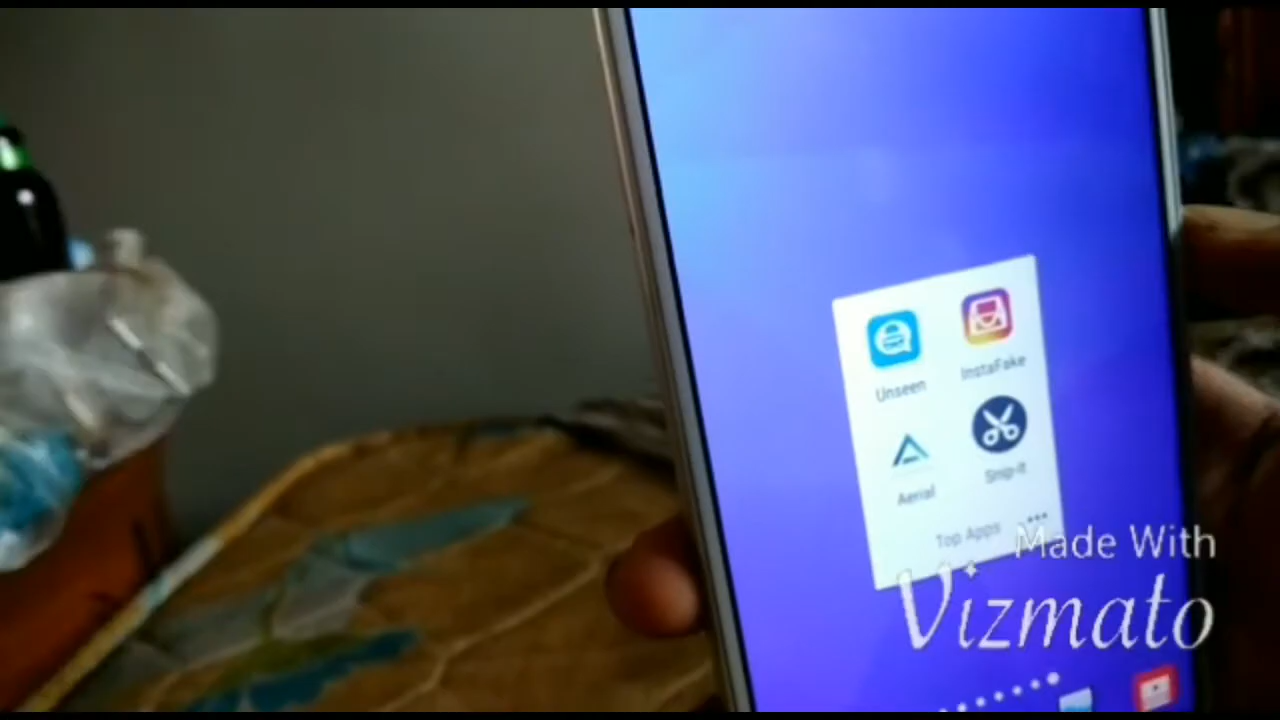 Unseen
InstaFake
Aerial
Snip-It
Top Apps
Made With
Vizmato